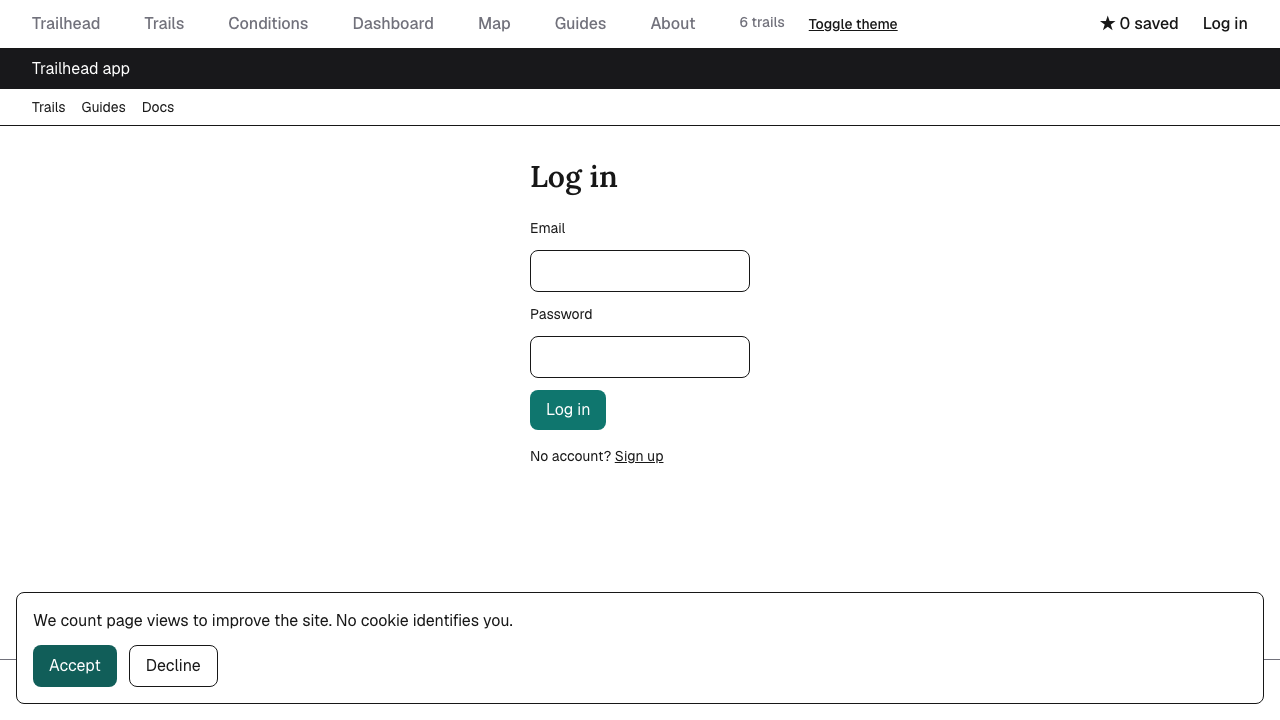 Trailhead Trails Conditions Dashboard Map Guides About 6 trails Toggle theme ★ 0 saved Log in
Trailhead app
Trails Guides Docs
Log in
Email
Password
Log in
No account? Sign up
We count page views to improve the site. No cookie identifies you.
Accept Decline